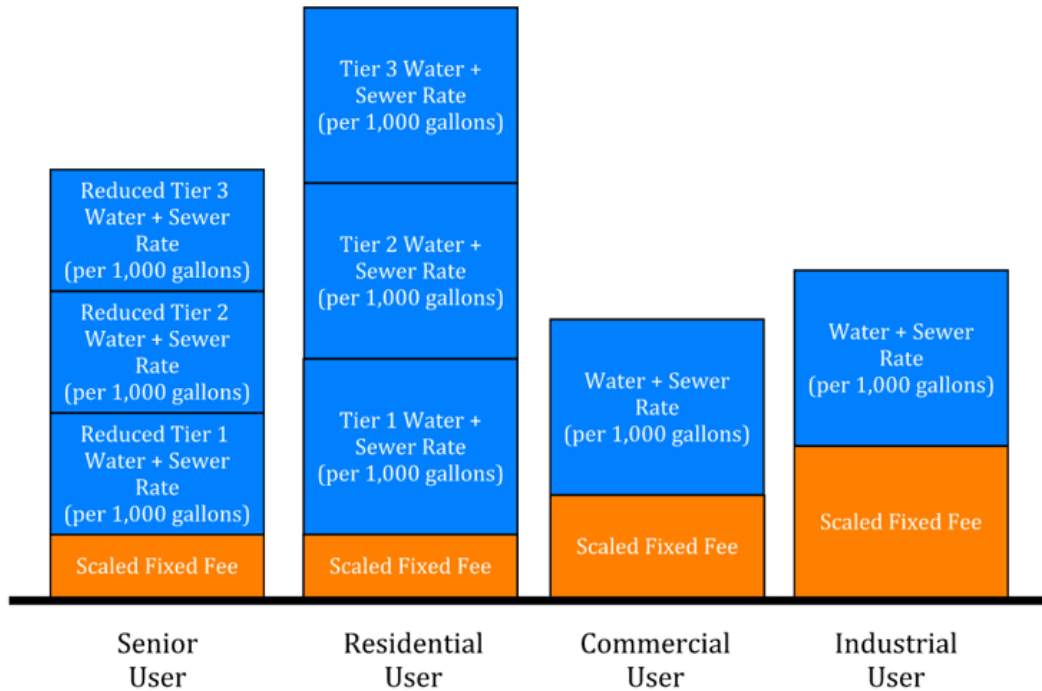 Reduced Tier 3
Water + Sewer
Rate
(per 1,000 gallons)
Reduced Tier 2
Water + Sewer
Rate
(per 1,000 gallons)
Reduced Tier 1
Water + Sewer
Rate
(per 1,000 gallons)
Scaled Fixed Fee
Tier 3 Water +
Sewer Rate
(per 1,000 gallons)
Tier 2 Water +
Sewer Rate
(per 1,000 gallons)
Tier 1 Water +
Sewer Rate
(per 1,000 gallons)
Scaled Fixed Fee
Water + Sewer
Rate
(per 1,000 gallons)
Scaled Fixed Fee
Water + Sewer
Rate
(per 1,000 gallons)
Scaled Fixed Fee
Senior
User
Residential
User
Commercial
User
Industrial
User